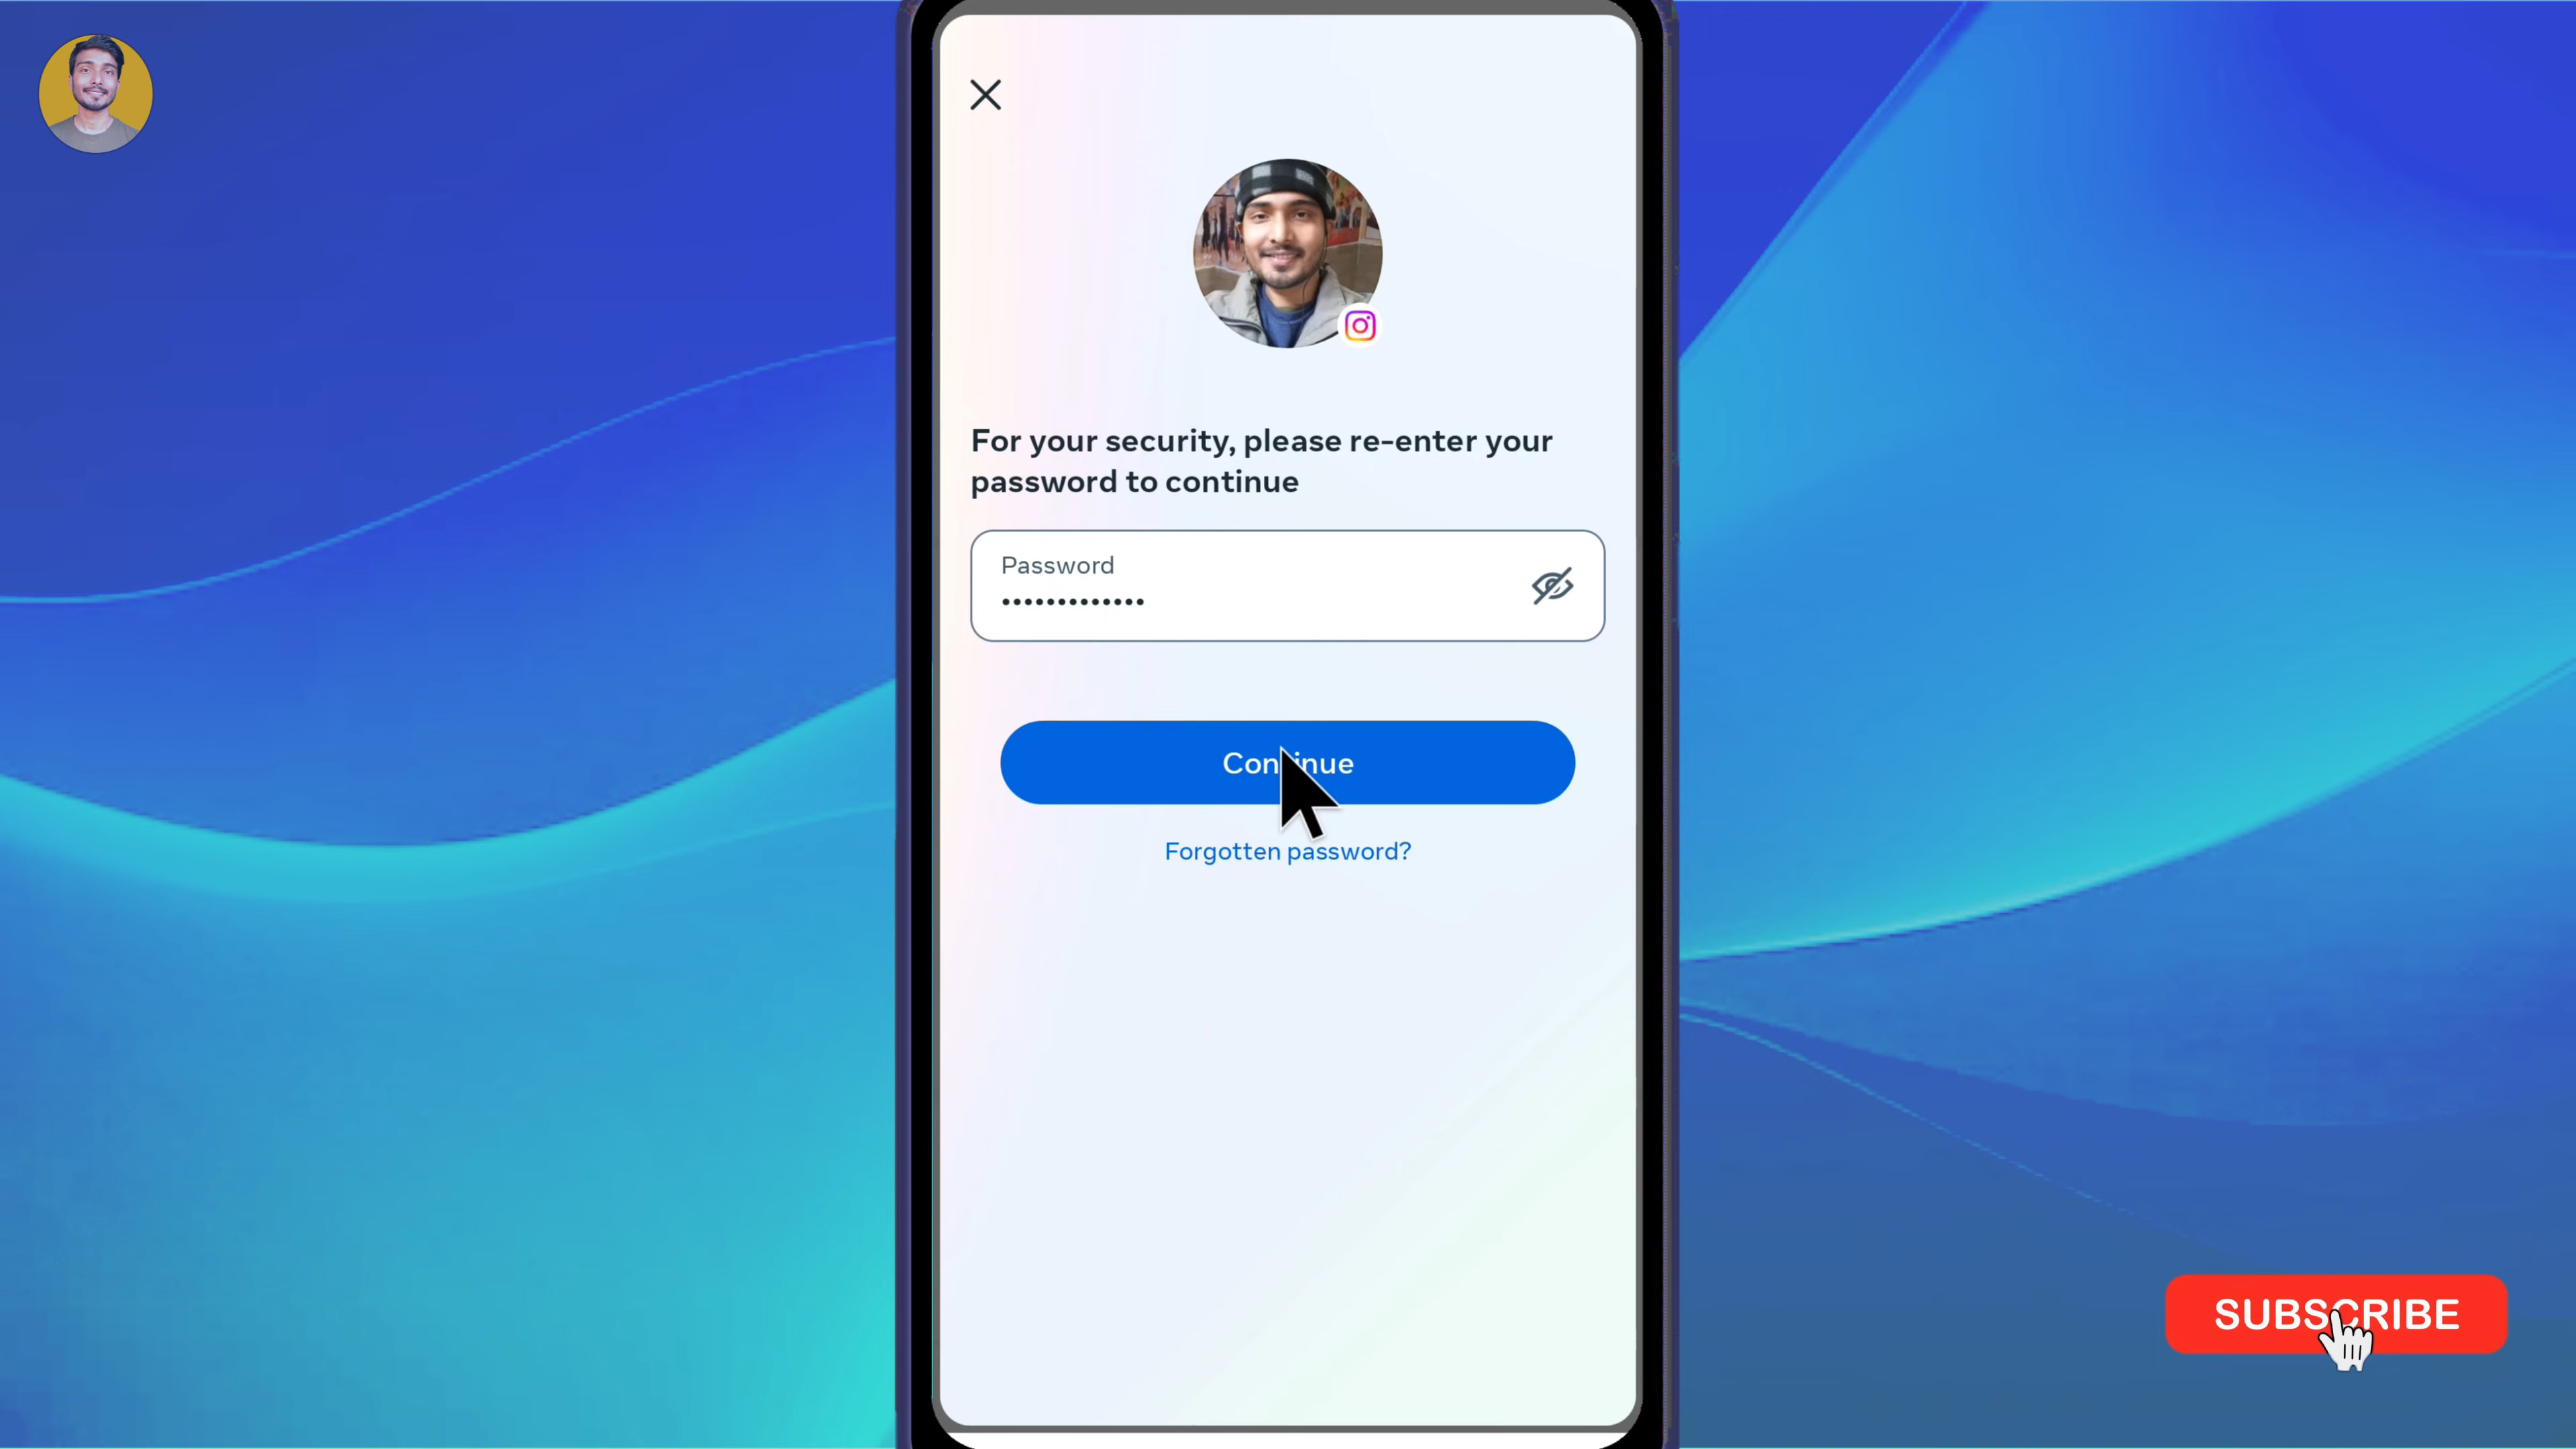 For your security, please re-enter your
password to continue
Password
•••••••••••••
Continue
Forgotten password?
SUBSCRIBE